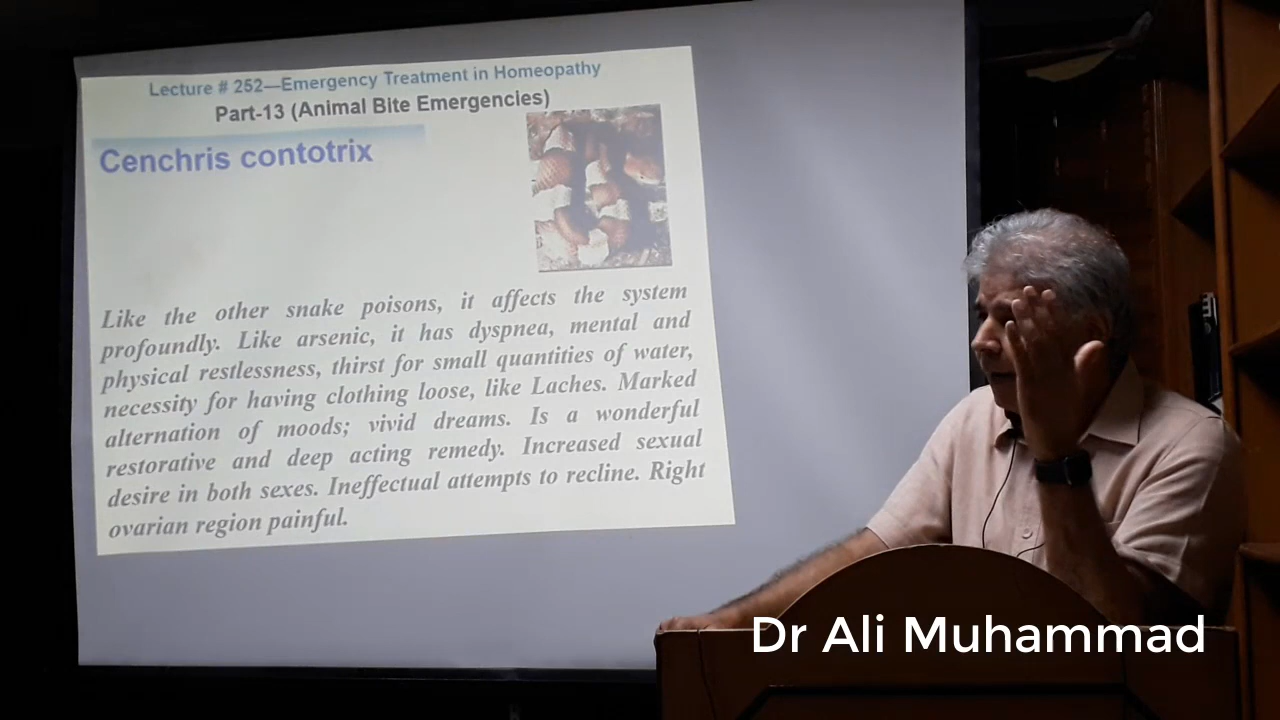 Lecture # 252—Emergency Treatment in Homeopathy
Part-13 (Animal Bite Emergencies)
Cenchris contotrix
Like the other snake poisons, it affects the system
profoundly. Like arsenic, it has dyspnea, mental and
physical restlessness, thirst for small quantities of water,
necessity for having clothing loose, like Laches. Marked
alternation of moods; vivid dreams. Is a wonderful
restorative and deep acting remedy. Increased sexual
desire in both sexes. Ineffectual attempts to recline. Right
ovarian region painful.
Dr Ali Muhammad